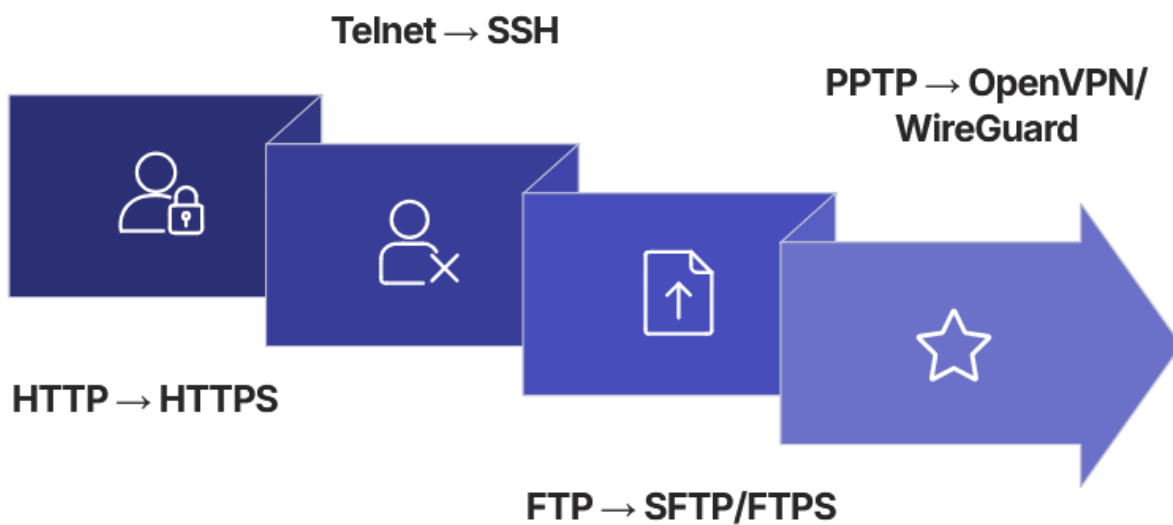 Telnet → SSH
PPTP → OpenVPN/
WireGuard
HTTP → HTTPS
FTP → SFTP/FTPS